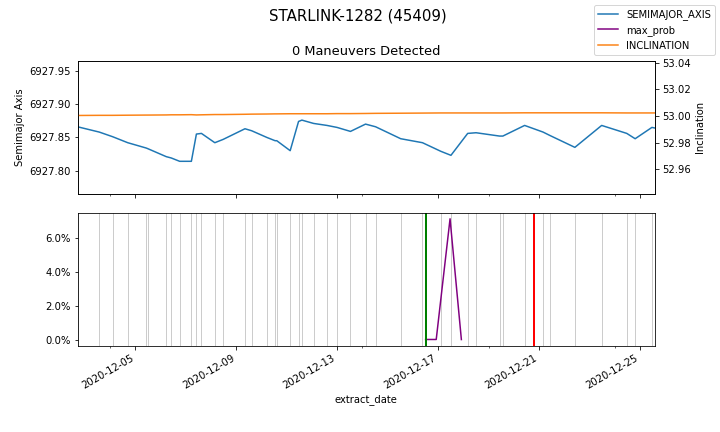 STARLINK-1282 (45409)
SEMIMAJOR_AXIS
max_prob
INCLINATION
0 Maneuvers Detected
6927.95
6927.90
6927.85
6927.80
Semimajor Axis
53.04
53.02
53.00
52.98
52.96
Inclination
6.0%
4.0%
2.0%
0.0%
2020-12-05
2020-12-09
2020-12-13
2020-12-17
2020-12-21
2020-12-25
extract_date